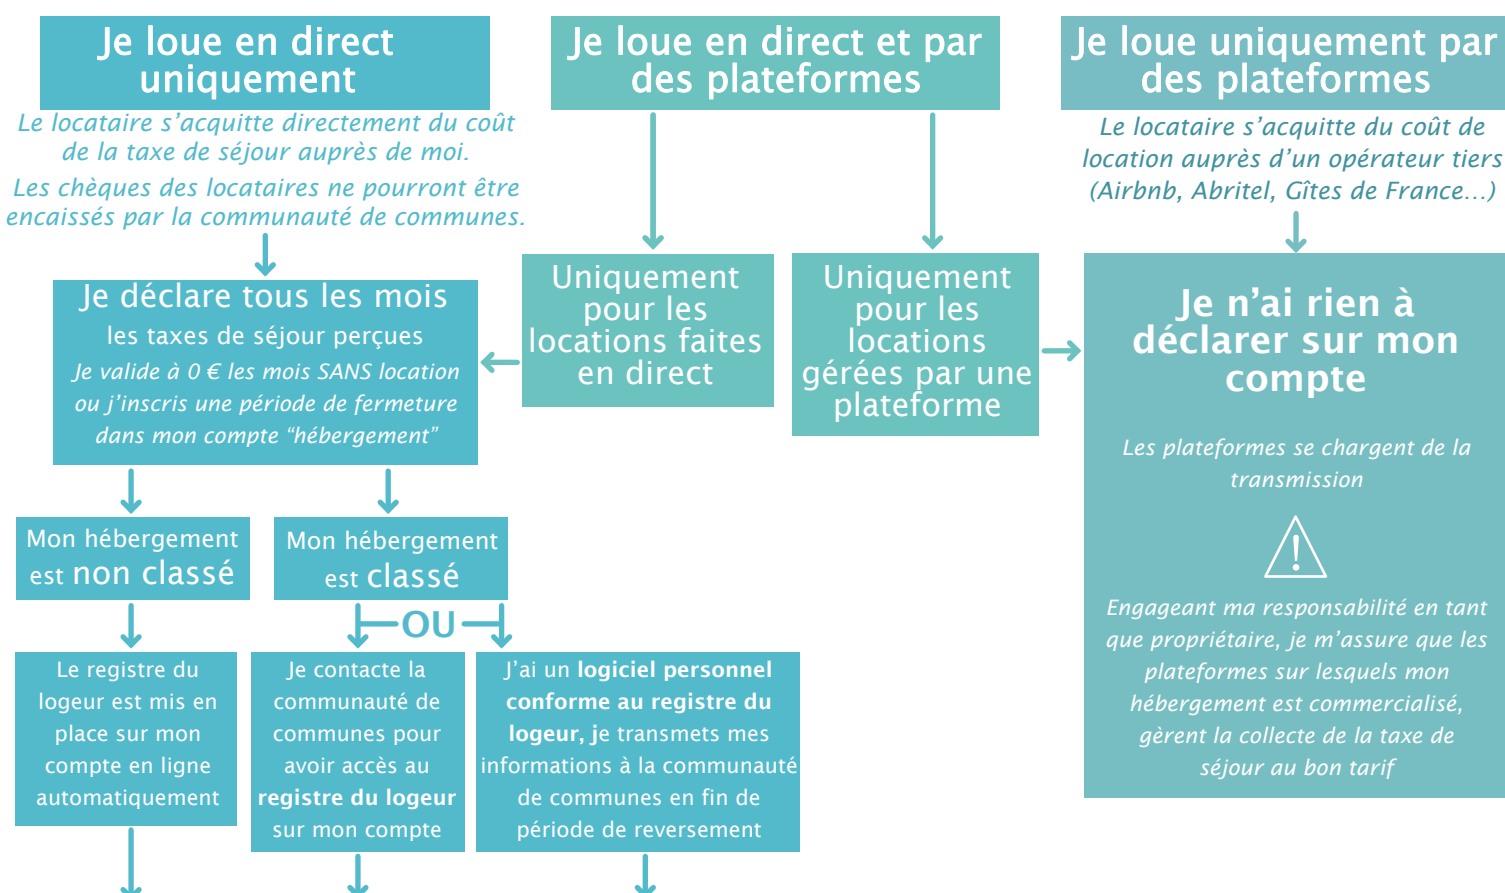 Je loue en direct
uniquement
Le locataire s’acquitte directement du coût
de la taxe de séjour auprès de moi.
Les chèques des locataires ne pourront être
encaissés par la communauté de communes.
Je loue en direct et par
des plateformes
Je loue uniquement par
des plateformes
Le locataire s’acquitte du coût de
location auprès d’un opérateur tiers
(Airbnb, Abritel, Gîtes de France…)
Je déclare tous les mois
les taxes de séjour perçues
Je valide à 0 € les mois SANS location
ou j’inscris une période de fermeture
dans mon compte “hébergement”
Uniquement
pour les
locations faites
en direct
Uniquement
pour les
locations
gérées par une
plateforme
Je n’ai rien à
déclarer sur mon
compte
Les plateformes se chargent de la
transmission
!
Engageant ma responsabilité en tant
que propriétaire, je m’assure que les
plateformes sur lesquels mon
hébergement est commercialisé,
gèrent la collecte de la taxe de
séjour au bon tarif
Mon hébergement
est non classé
Mon hébergement
est classé
OU
Le registre du
logeur est mis en
place sur mon
compte en ligne
automatiquement
Je contacte la
communauté de
communes pour
avoir accès au
registre du logeur
sur mon compte
J’ai un logiciel personnel
conforme au registre du
logeur, je transmets mes
informations à la communauté
de communes en fin de
période de reversement